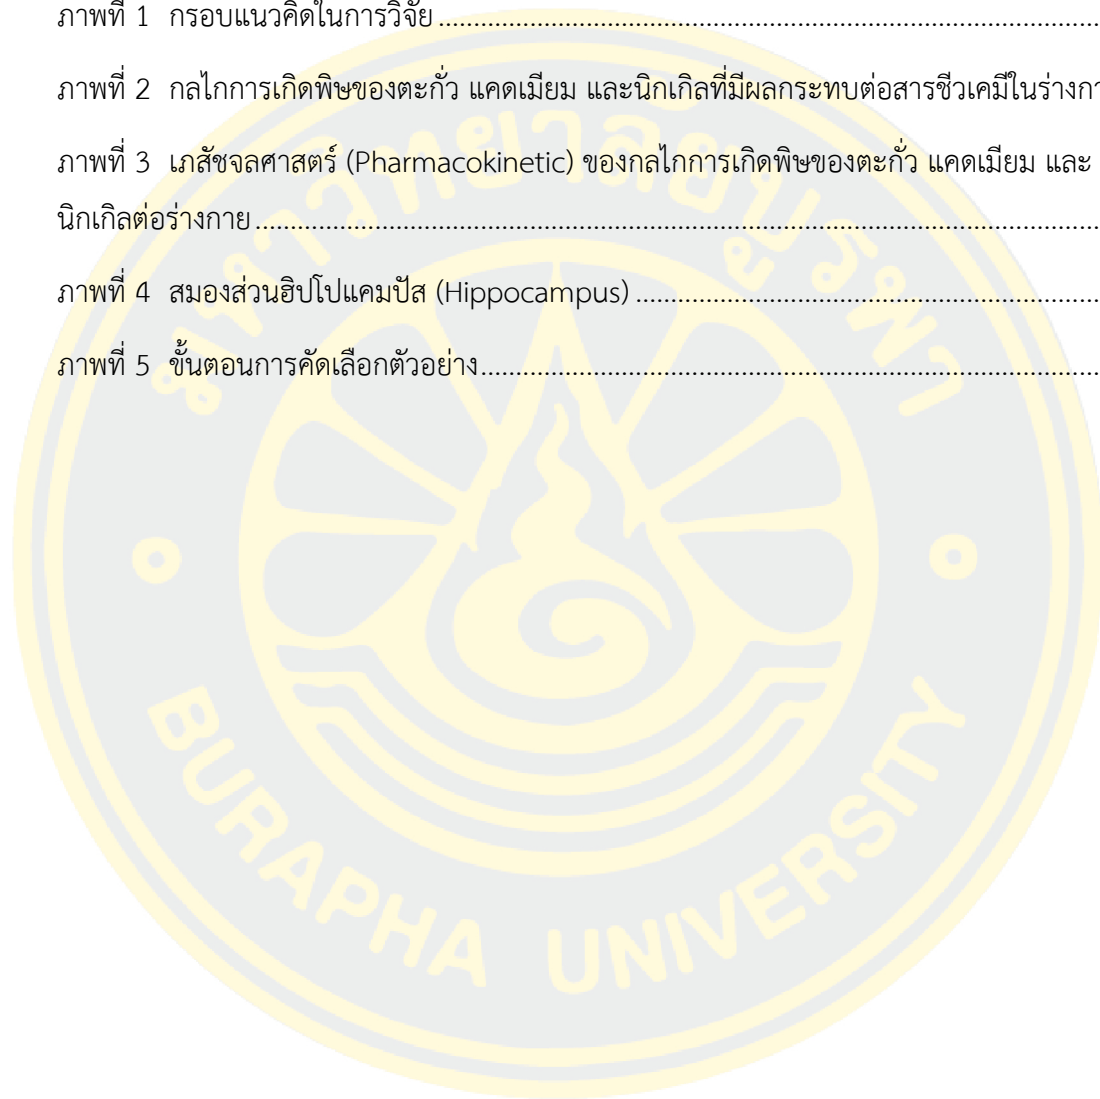 ภาพที่ 1 กรอบแนวคิดในการวิจัย
ภาพที่ 2 กลไกการเกิดพิษของตะกั่ว แคดเมียม และนิกเกิลที่มีผลกระทบต่อสารชีวเคมีใน
ภาพที่ 3 เภสัชจลศาสตร์ (Pharmacokinetic) ของกลไกการเกิดพิษของตะกั่ว แคดเมียม และ
นิกเกิลต่อร่างกาย
ภาพที่ 4 สมองส่วนฮิปโปแคมปัส (Hippocampus)
ภาพที่ 5 ขั้นตอนการคัดเลือกตัวอย่าง
มหาวิทยาลัยบูรพา
BURAPHA UNIVERSITY